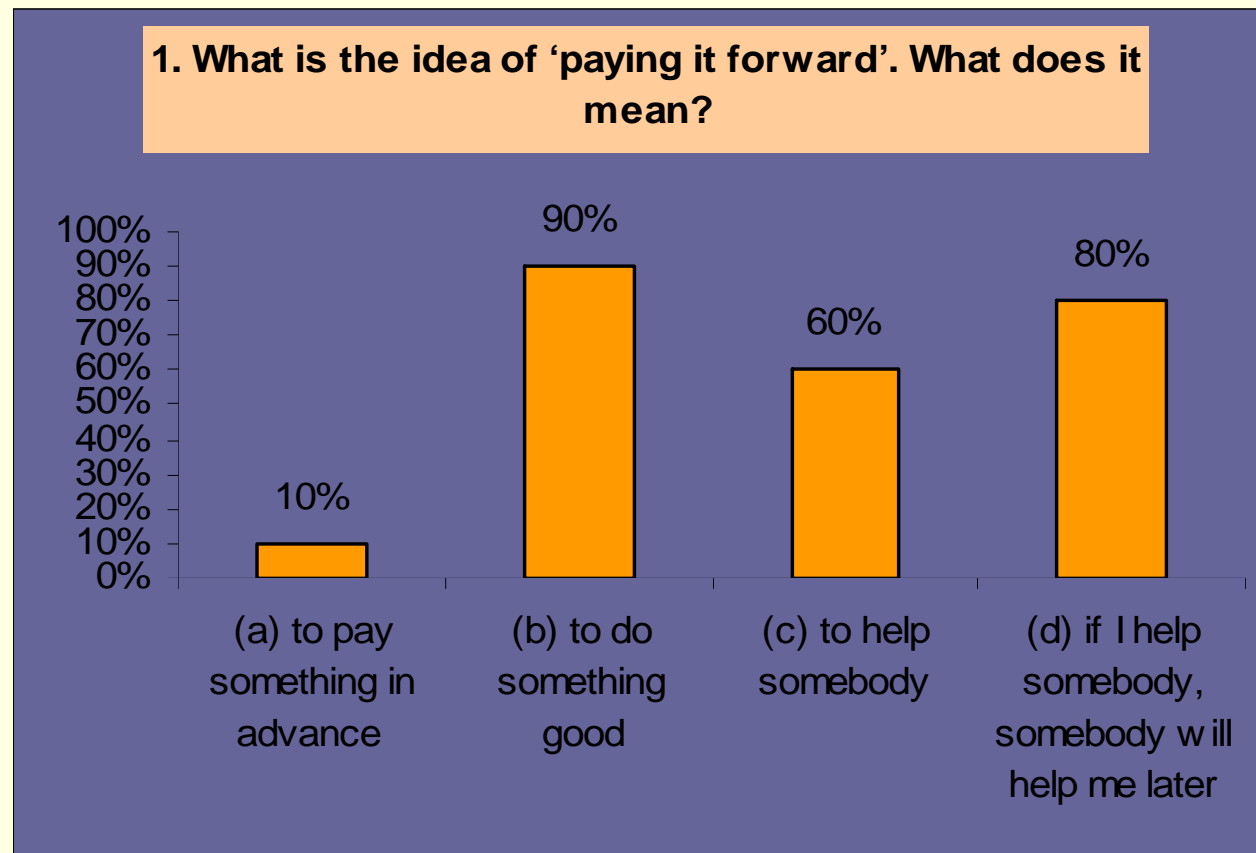 1. What is the idea of ‘paying it forward’. What does it
mean?
100%
90%
80%
70%
60%
50%
40%
30%
20%
10%
0%
10%
90%
60%
80%
(a) to pay
something in
advance
(b) to do
something
good
(c) to help
somebody
(d) if I help
somebody,
somebody will
help me later